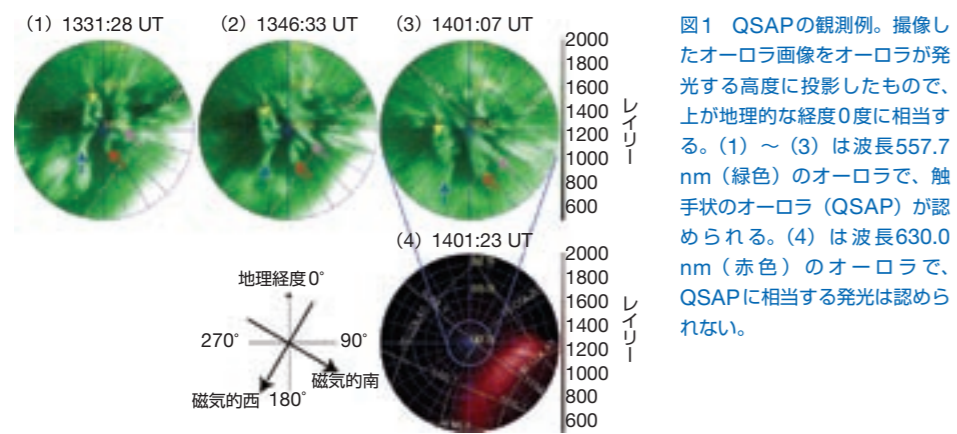 (1) 1331:28 UT
(2) 1346:33 UT
(3) 1401:07 UT
2000
1800
1600
1400
1200
1000
800
600
レイリー
(4) 1401:23 UT
2000
1800
1600
1400
1200
1000
800
600
レイリー
地理経度0°
270°
90°
磁気的南
磁気的西
180°
図1 QSAPの観測例。撮像し
たオーロラ画像をオーロラが発
光する高度に投影したもので、
上が地理的な経度0度に相当す
る。(1)～(3)は波長557.7
nm(緑色)のオーロラで、触
手状のオーロラ(QSAP)が認
められる。(4)は波長630.0
nm(赤色)のオーロラで、
QSAPに相当する発光は認めら
れない。